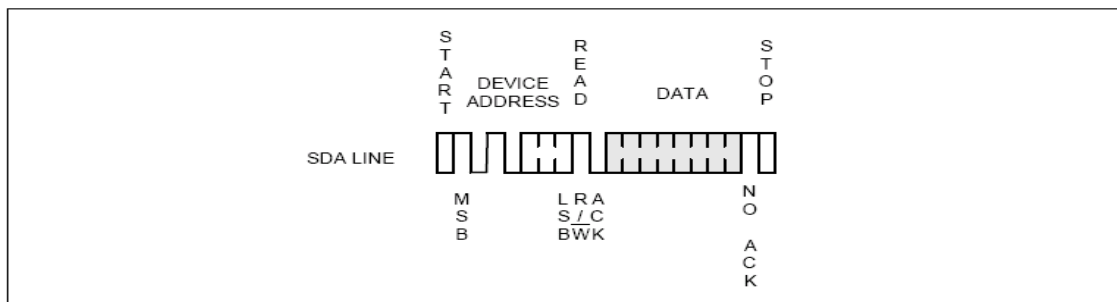 START
DEVICE
ADDRESS
READ
DATA
STOP
SDA LINE
MSB
LSB
R/W
ACK
NO ACK